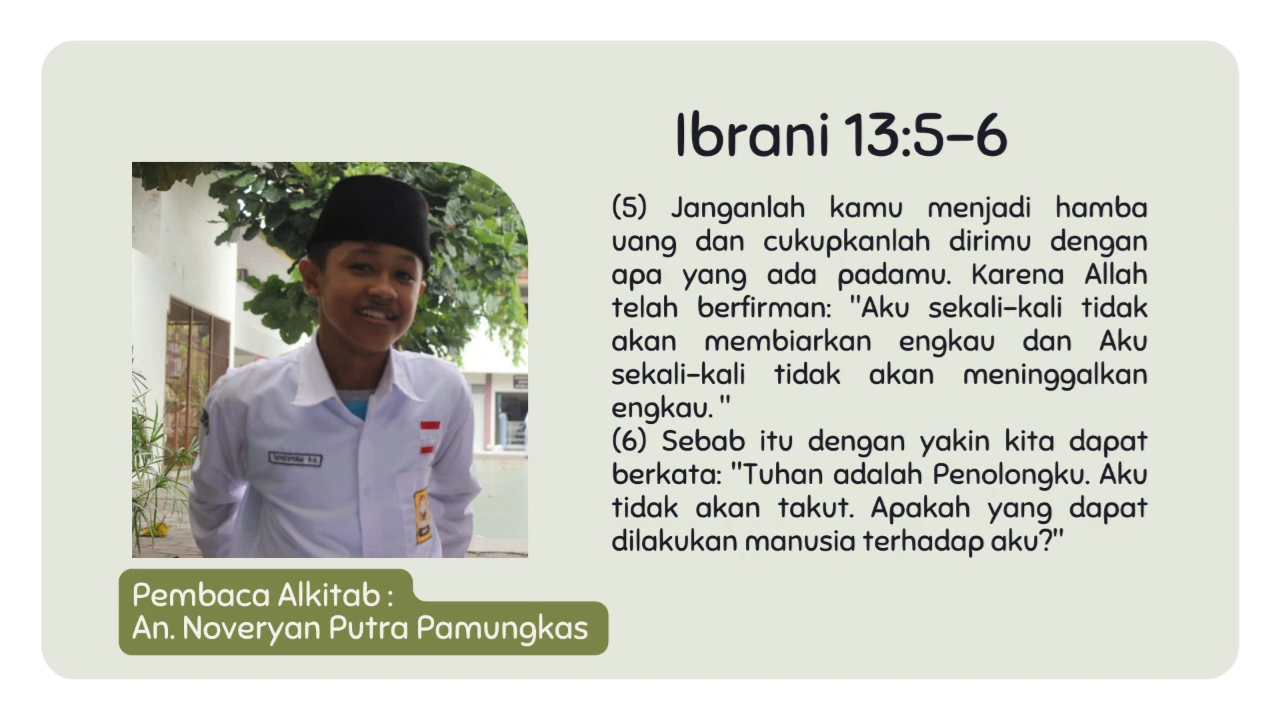 Ibrani 13:5-6
(5) Janganlah kamu menjadi hamba
uang dan cukupkanlah dirimu dengan
apa yang ada padamu. Karena Allah
telah berfirman: "Aku sekali-kali tidak
akan membiarkan engkau dan Aku
sekali-kali tidak akan meninggalkan
engkau. "
(6) Sebab itu dengan yakin kita dapat
berkata: "Tuhan adalah Penolongku. Aku
tidak akan takut. Apakah yang dapat
dilakukan manusia terhadap aku?"
Pembaca Alkitab :
An. Noveryan Putra Pamungkas